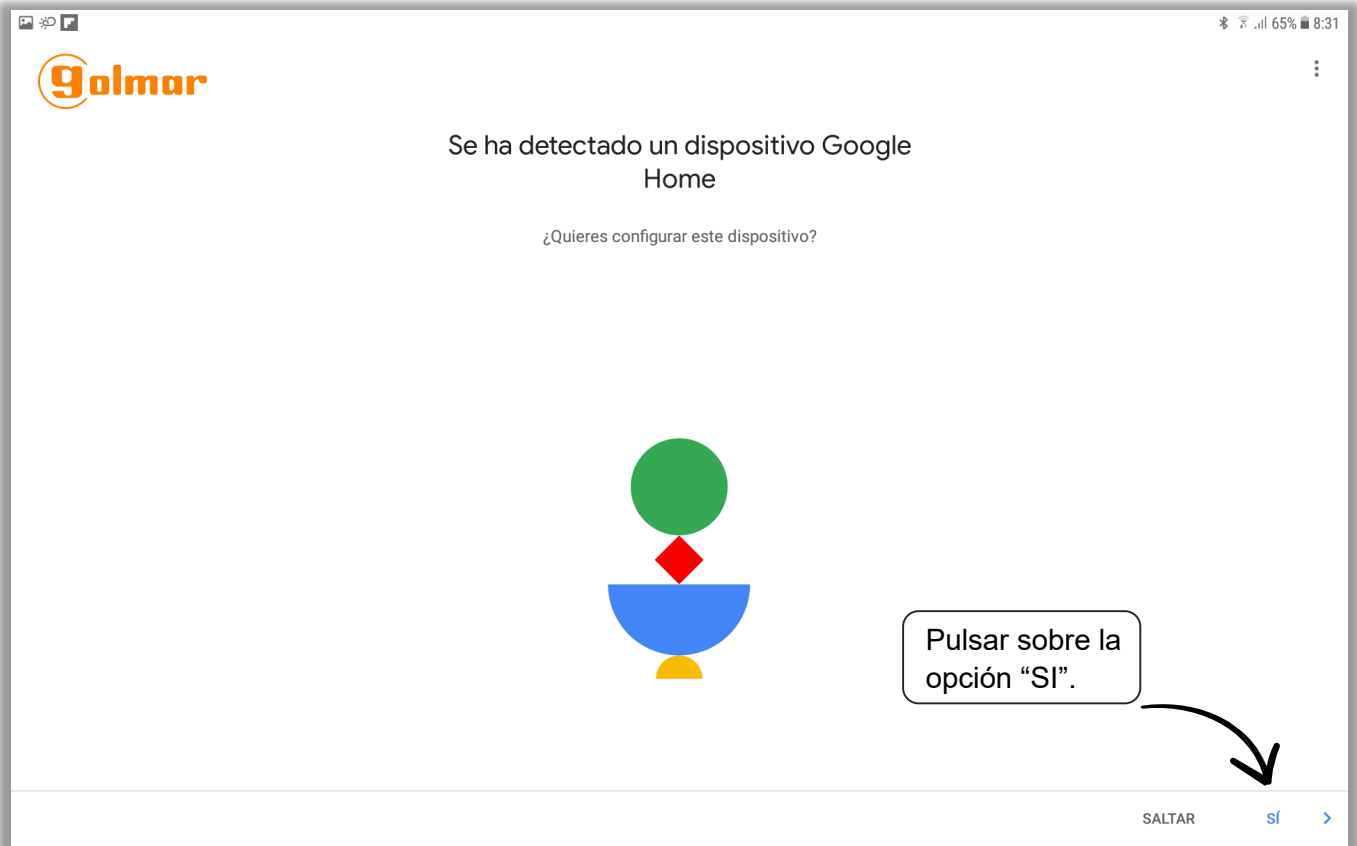 65% 8:31
golmar
Se ha detectado un dispositivo Google
Home
¿Quieres configurar este dispositivo?
Pulsar sobre la
opción “SI”.
SALTAR SÍ